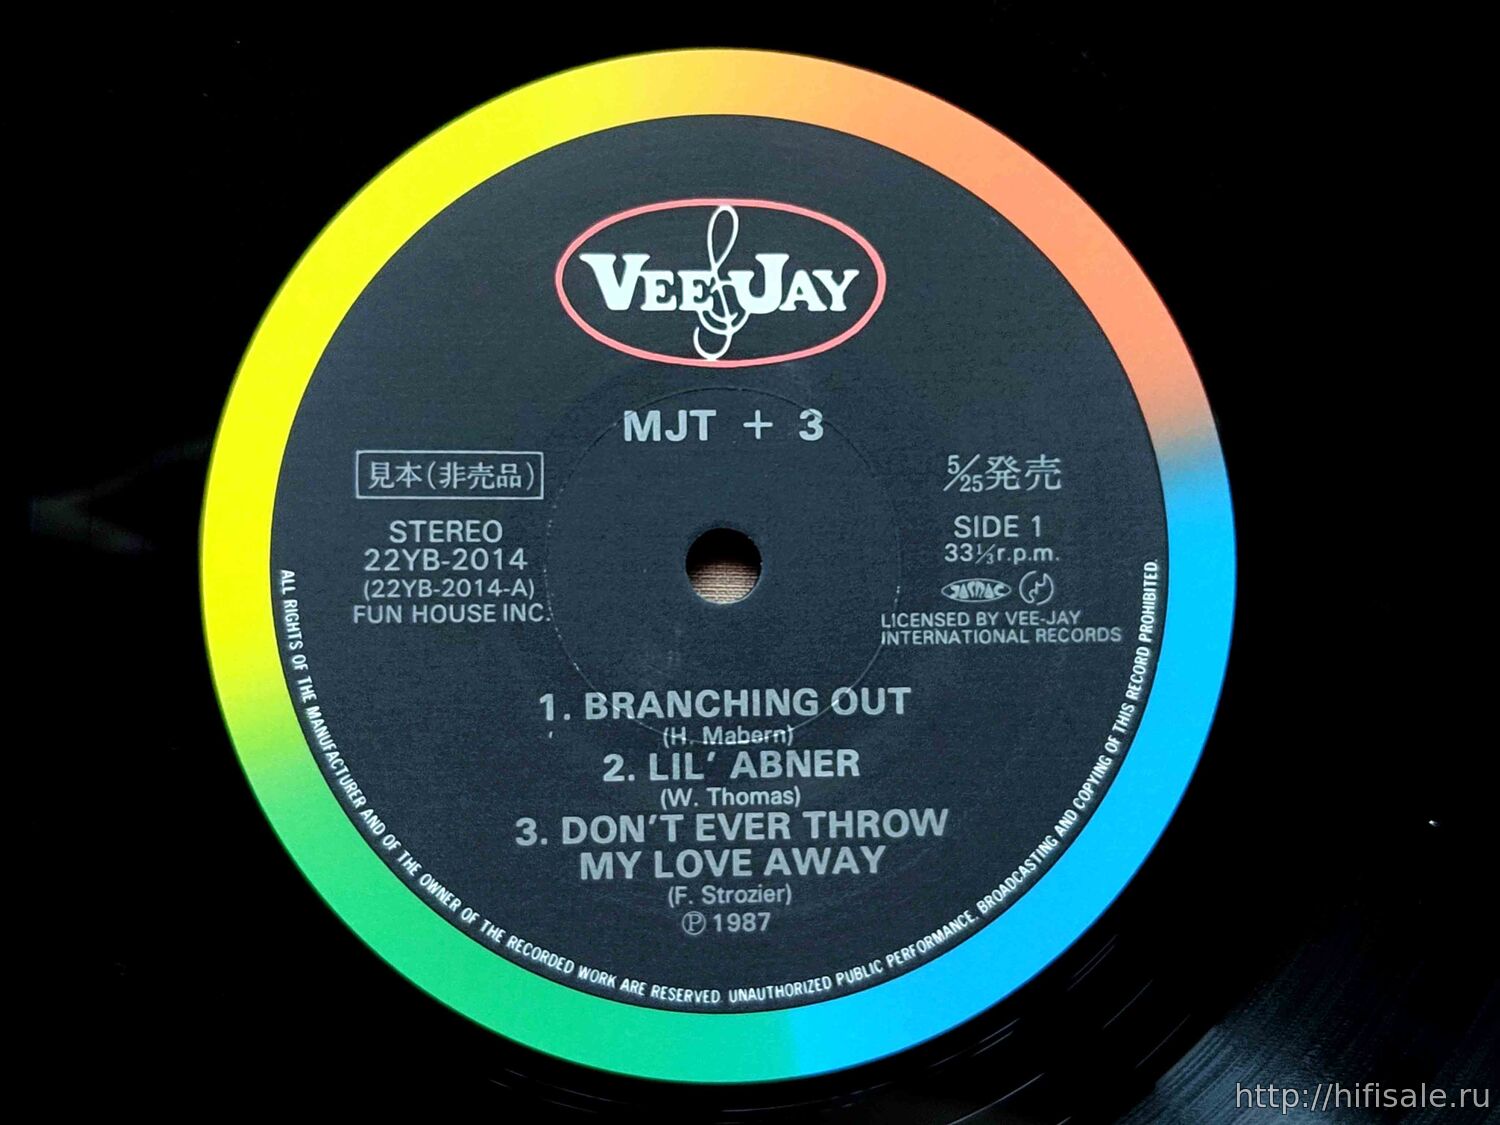 VEE JAY
MJT + 3
見本(非売品)
5/25発売
STEREO
22YB-2014
(22YB-2014-A)
FUN HOUSE INC.
SIDE 1
33⅓r.p.m.
JASRAC
LICENSED BY VEE-JAY
INTERNATIONAL RECORDS
1. BRANCHING OUT
(H. Mabern)
2. LIL' ABNER
(W. Thomas)
3. DON'T EVER THROW
MY LOVE AWAY
(F. Strozier)
Ⓟ 1987
ALL RIGHTS OF THE MANUFACTURER AND OF THE OWNER OF THE RECORDED WORK ARE RESERVED. UNAUTHORIZED PUBLIC PERFORMANCE, BROADCASTING AND COPYING OF THIS RECORD PROHIBITED.
http://hifisale.ru